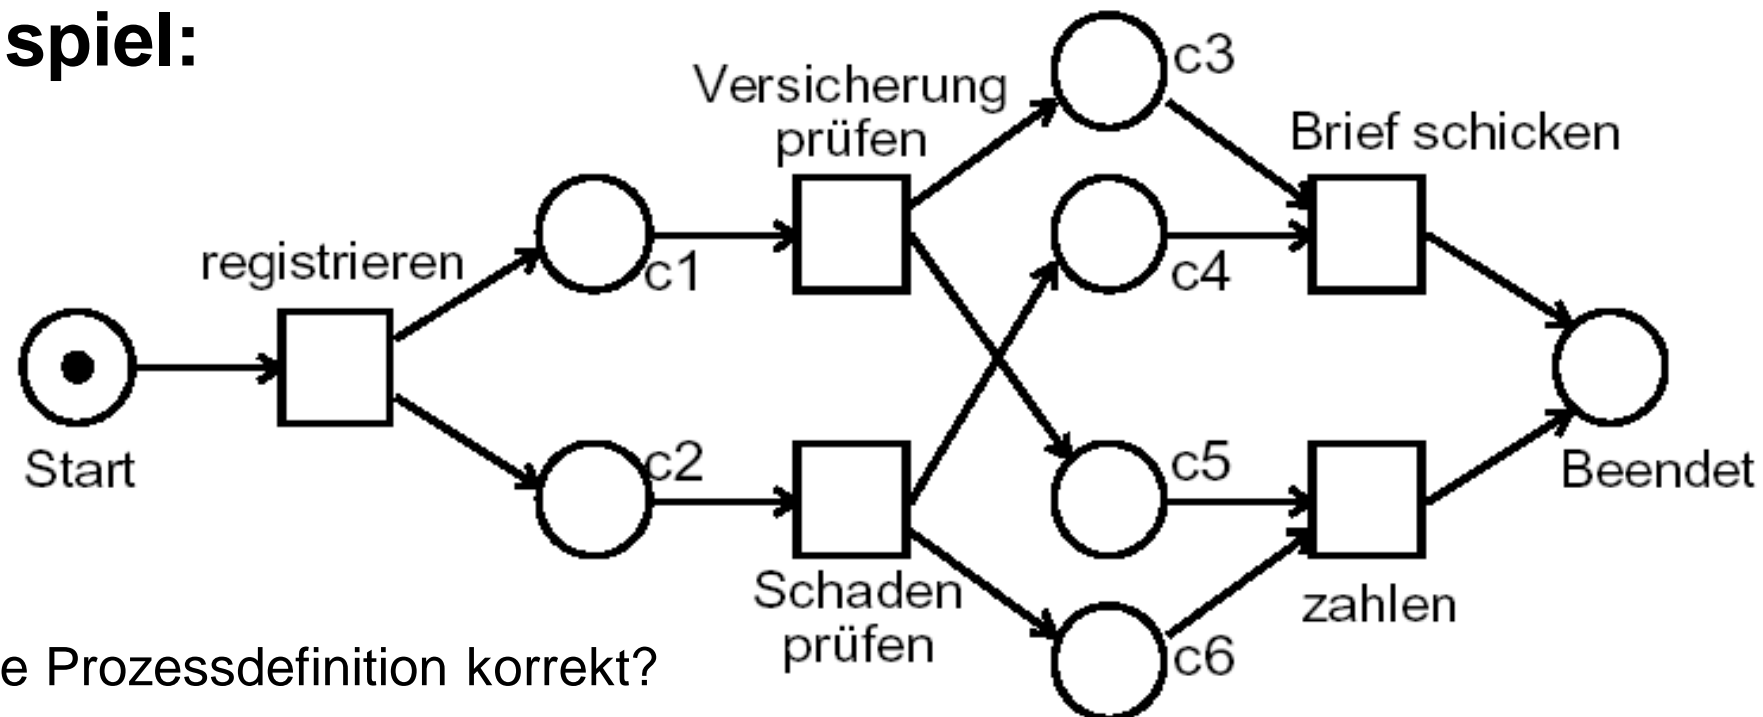 spiel:
c3
Versicherung
prüfen
Brief schicken
registrieren
c1
c4
Start
c2
c5
Beendet
Schaden
prüfen
zahlen
c6
e Prozessdefinition korrekt?